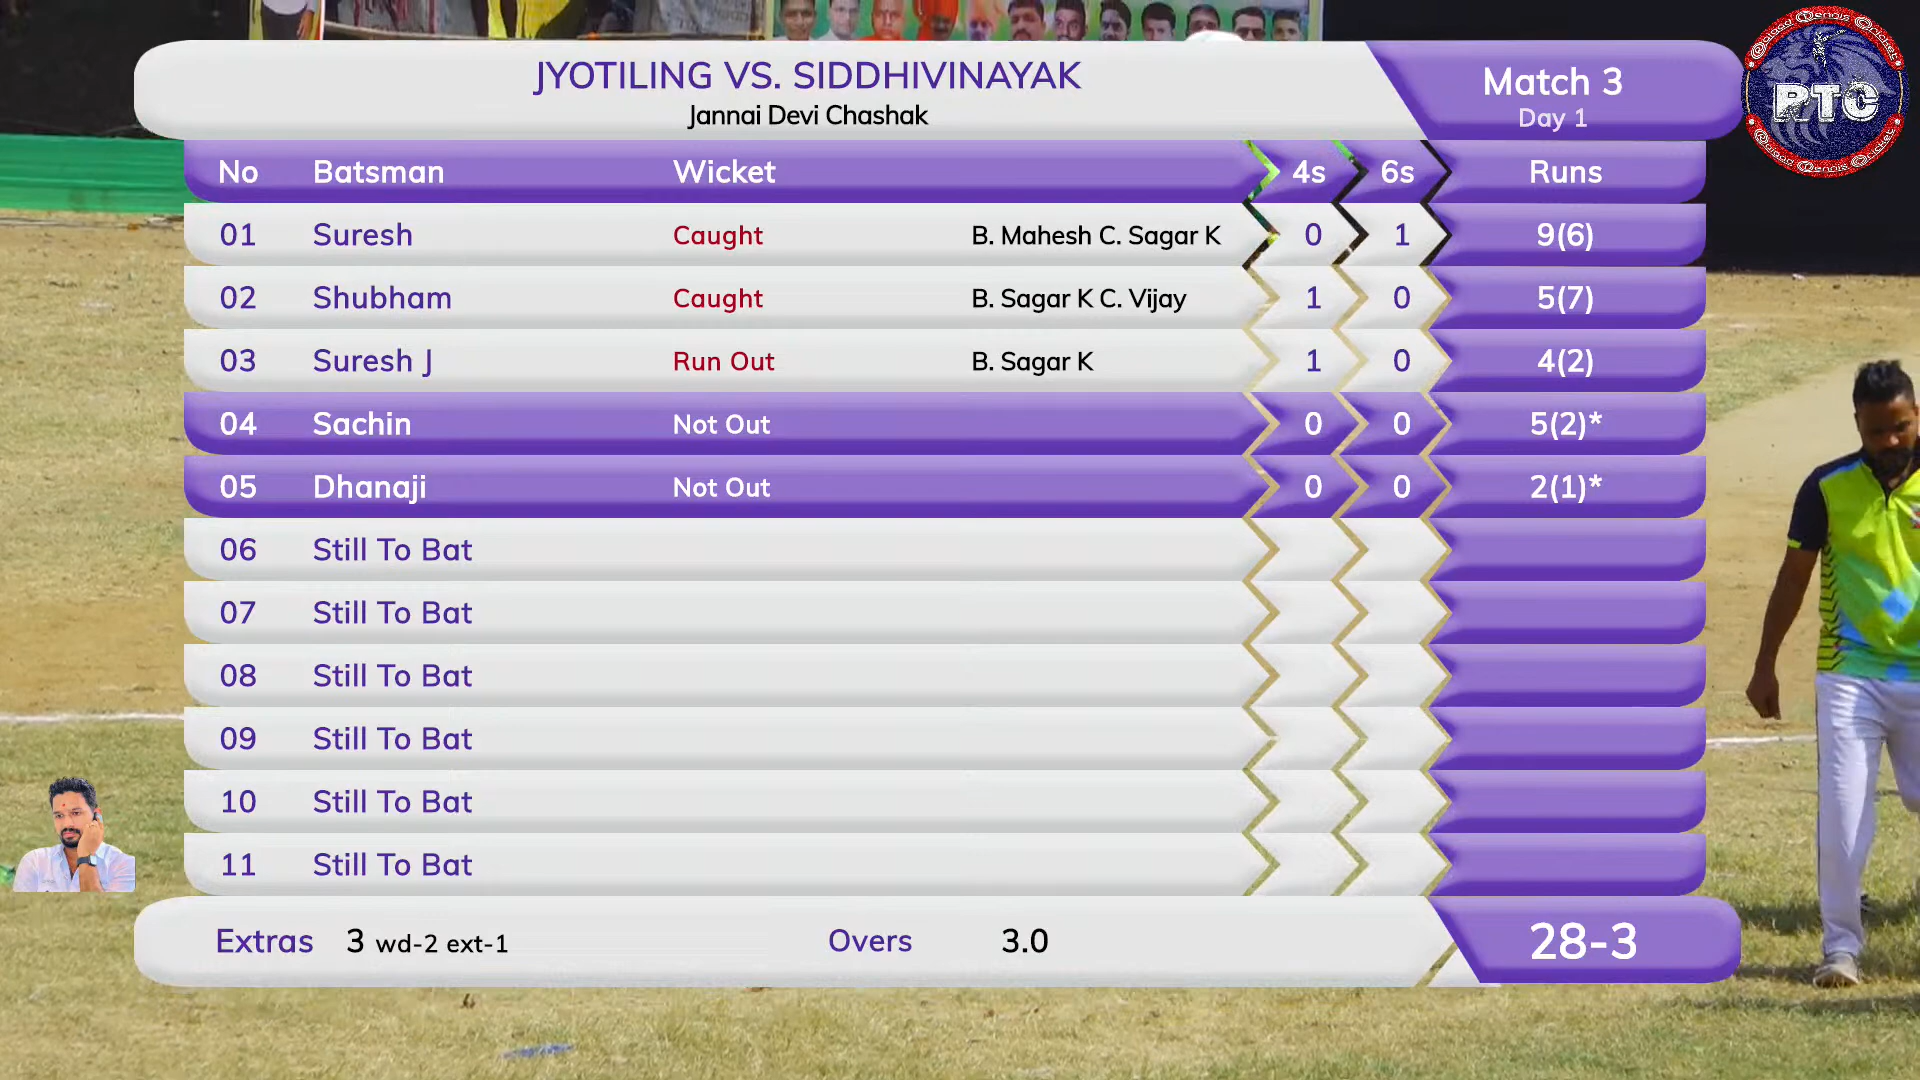 JYOTILING VS. SIDDHIVINAYAK
Jannai Devi Chashak
Match 3
Day 1
RTC
No Batsman Wicket 4s 6s Runs
01 Suresh Caught B. Mahesh C. Sagar K 0 1 9(6)
02 Shubham Caught B. Sagar K C. Vijay 1 0 5(7)
03 Suresh J Run Out B. Sagar K 1 0 4(2)
04 Sachin Not Out 0 0 5(2)*
05 Dhanaji Not Out 0 0 2(1)*
06 Still To Bat
07 Still To Bat
08 Still To Bat
09 Still To Bat
10 Still To Bat
11 Still To Bat
Extras 3 wd-2 ext-1 Overs 3.0 28-3